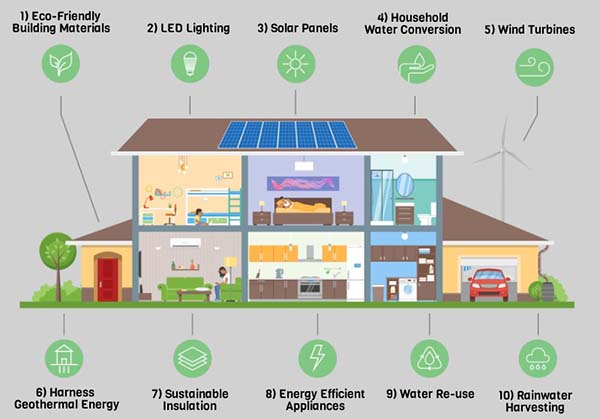 1) Eco-Friendly
Building Materials
2) LED Lighting
3) Solar Panels
4) Household
Water Conversion
5) Wind Turbines
6) Harness
Geothermal Energy
7) Sustainable
Insulation
8) Energy Efficient
Appliances
9) Water Re-use
10) Rainwater
Harvesting